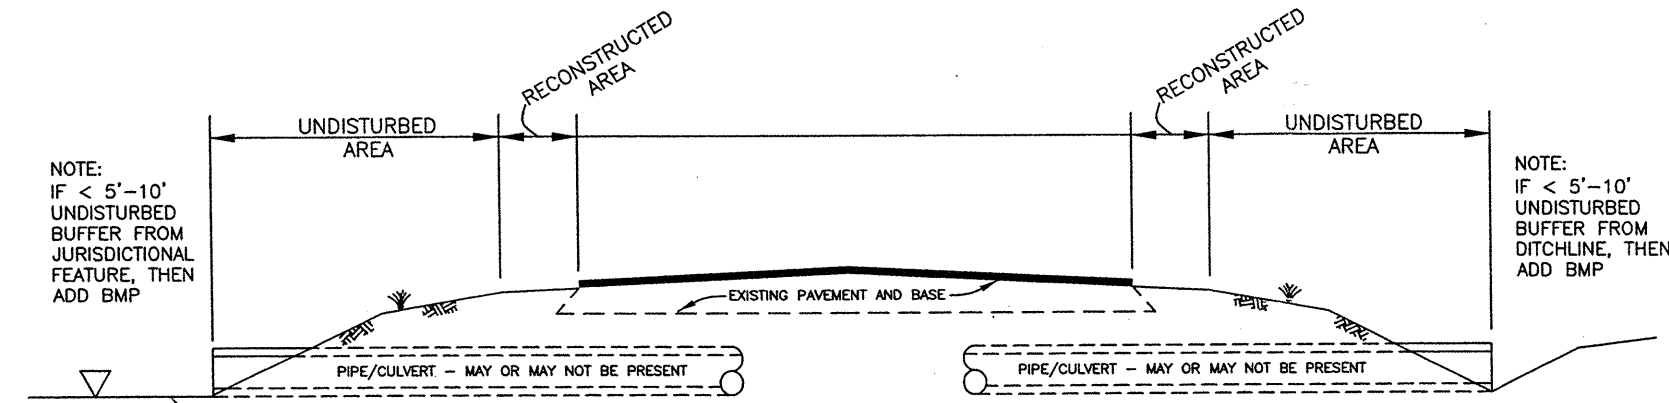 RECONSTRUCTED
AREA
RECONSTRUCTED
AREA
UNDISTURBED
AREA
UNDISTURBED
AREA
NOTE:
IF < 5'-10'
UNDISTURBED
BUFFER FROM
JURISDICTIONAL
FEATURE, THEN
ADD BMP
NOTE:
IF < 5'-10'
UNDISTURBED
BUFFER FROM
DITCHLINE, THEN
ADD BMP
EXISTING PAVEMENT AND BASE
PIPE/CULVERT - MAY OR MAY NOT BE PRESENT
PIPE/CULVERT - MAY OR MAY NOT BE PRESENT